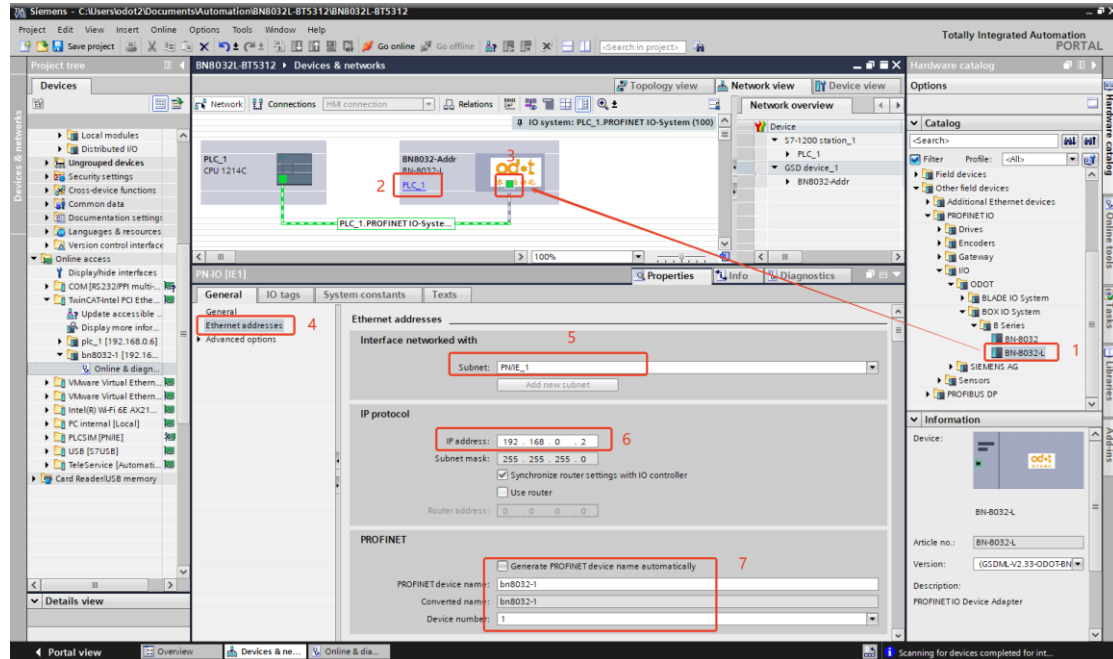 Siemens - C:\Users\odot2\Documents\Automation\BN8032L-BT5312\BN8032L-BT5312
Project Edit View Insert Online Options Tools Window Help
Totally Integrated Automation
PORTAL
Save project
Go online
Go offline
<Search in project>
Project tree
BN8032L-BT5312 ▸ Devices & networks
Hardware catalog
Devices
Topology view
Network view
Device view
Options
Network
Connections
HMI connection
Relations
Network overview
IO system: PLC_1.PROFINET IO-System (100)
Device
S7-1200 station_1
PLC_1
GSD device_1
BN8032-Addr
Catalog
<Search>
Filter
Profile:
<All>
Field devices
Other field devices
Additional Ethernet devices
PROFINET IO
Drives
Encoders
Gateway
I/O
ODOT
BLADE IO System
BOX IO System
B Series
BN-8032
BN-8032-L
1
SIEMENS AG
Sensors
PROFIBUS DP
Local modules
Distributed I/O
Ungrouped devices
Security settings
Cross-device functions
Common data
Documentation settings
Languages & resources
Version control interface
Online access
Display/hide interfaces
COM [RS232/PPI multi-...
TwinCAT-Intel PCI Ethe...
Update accessible ...
Display more infor...
plc_1 [192.168.0.6]
bn8032-1 [192.16...
Online & diagn...
VMware Virtual Ethern...
VMware Virtual Ethern...
Intel(R) Wi-Fi 6E AX21...
PC internal [Local]
PLCSIM [PN/IE]
USB [S7USB]
TeleService [Automati...
Card Reader/USB memory
Details view
PLC_1
CPU 1214C
BN8032-Addr
BN-8032-L
2
PLC_1
3
odot
PLC_1.PROFINET IO-Syste...
100%
PN-IO [IE1]
Properties
Info
Diagnostics
General
IO tags
System constants
Texts
General
Ethernet addresses
4
Advanced options
Ethernet addresses
Interface networked with
5
Subnet:
PN/IE_1
Add new subnet
IP protocol
IP address:
192 . 168 . 0 . 2
6
Subnet mask:
255 . 255 . 255 . 0
Synchronize router settings with IO controller
Use router
Router address:
0 . 0 . 0 . 0
PROFINET
Generate PROFINET device name automatically
7
PROFINET device name:
bn8032-1
Converted name:
bn8032-1
Device number:
1
Information
Device:
odot
BN-8032-L
Article no.:
BN-8032-L
Version:
(GSDML-V2.33-ODOT-BN
Description:
PROFINET IO Device Adapter
Devices & networks
Hardware catalog
Online tools
Tasks
Libraries
Add-ins
Portal view
Overview
Devices & ne...
Online & dia...
Scanning for devices completed for int...